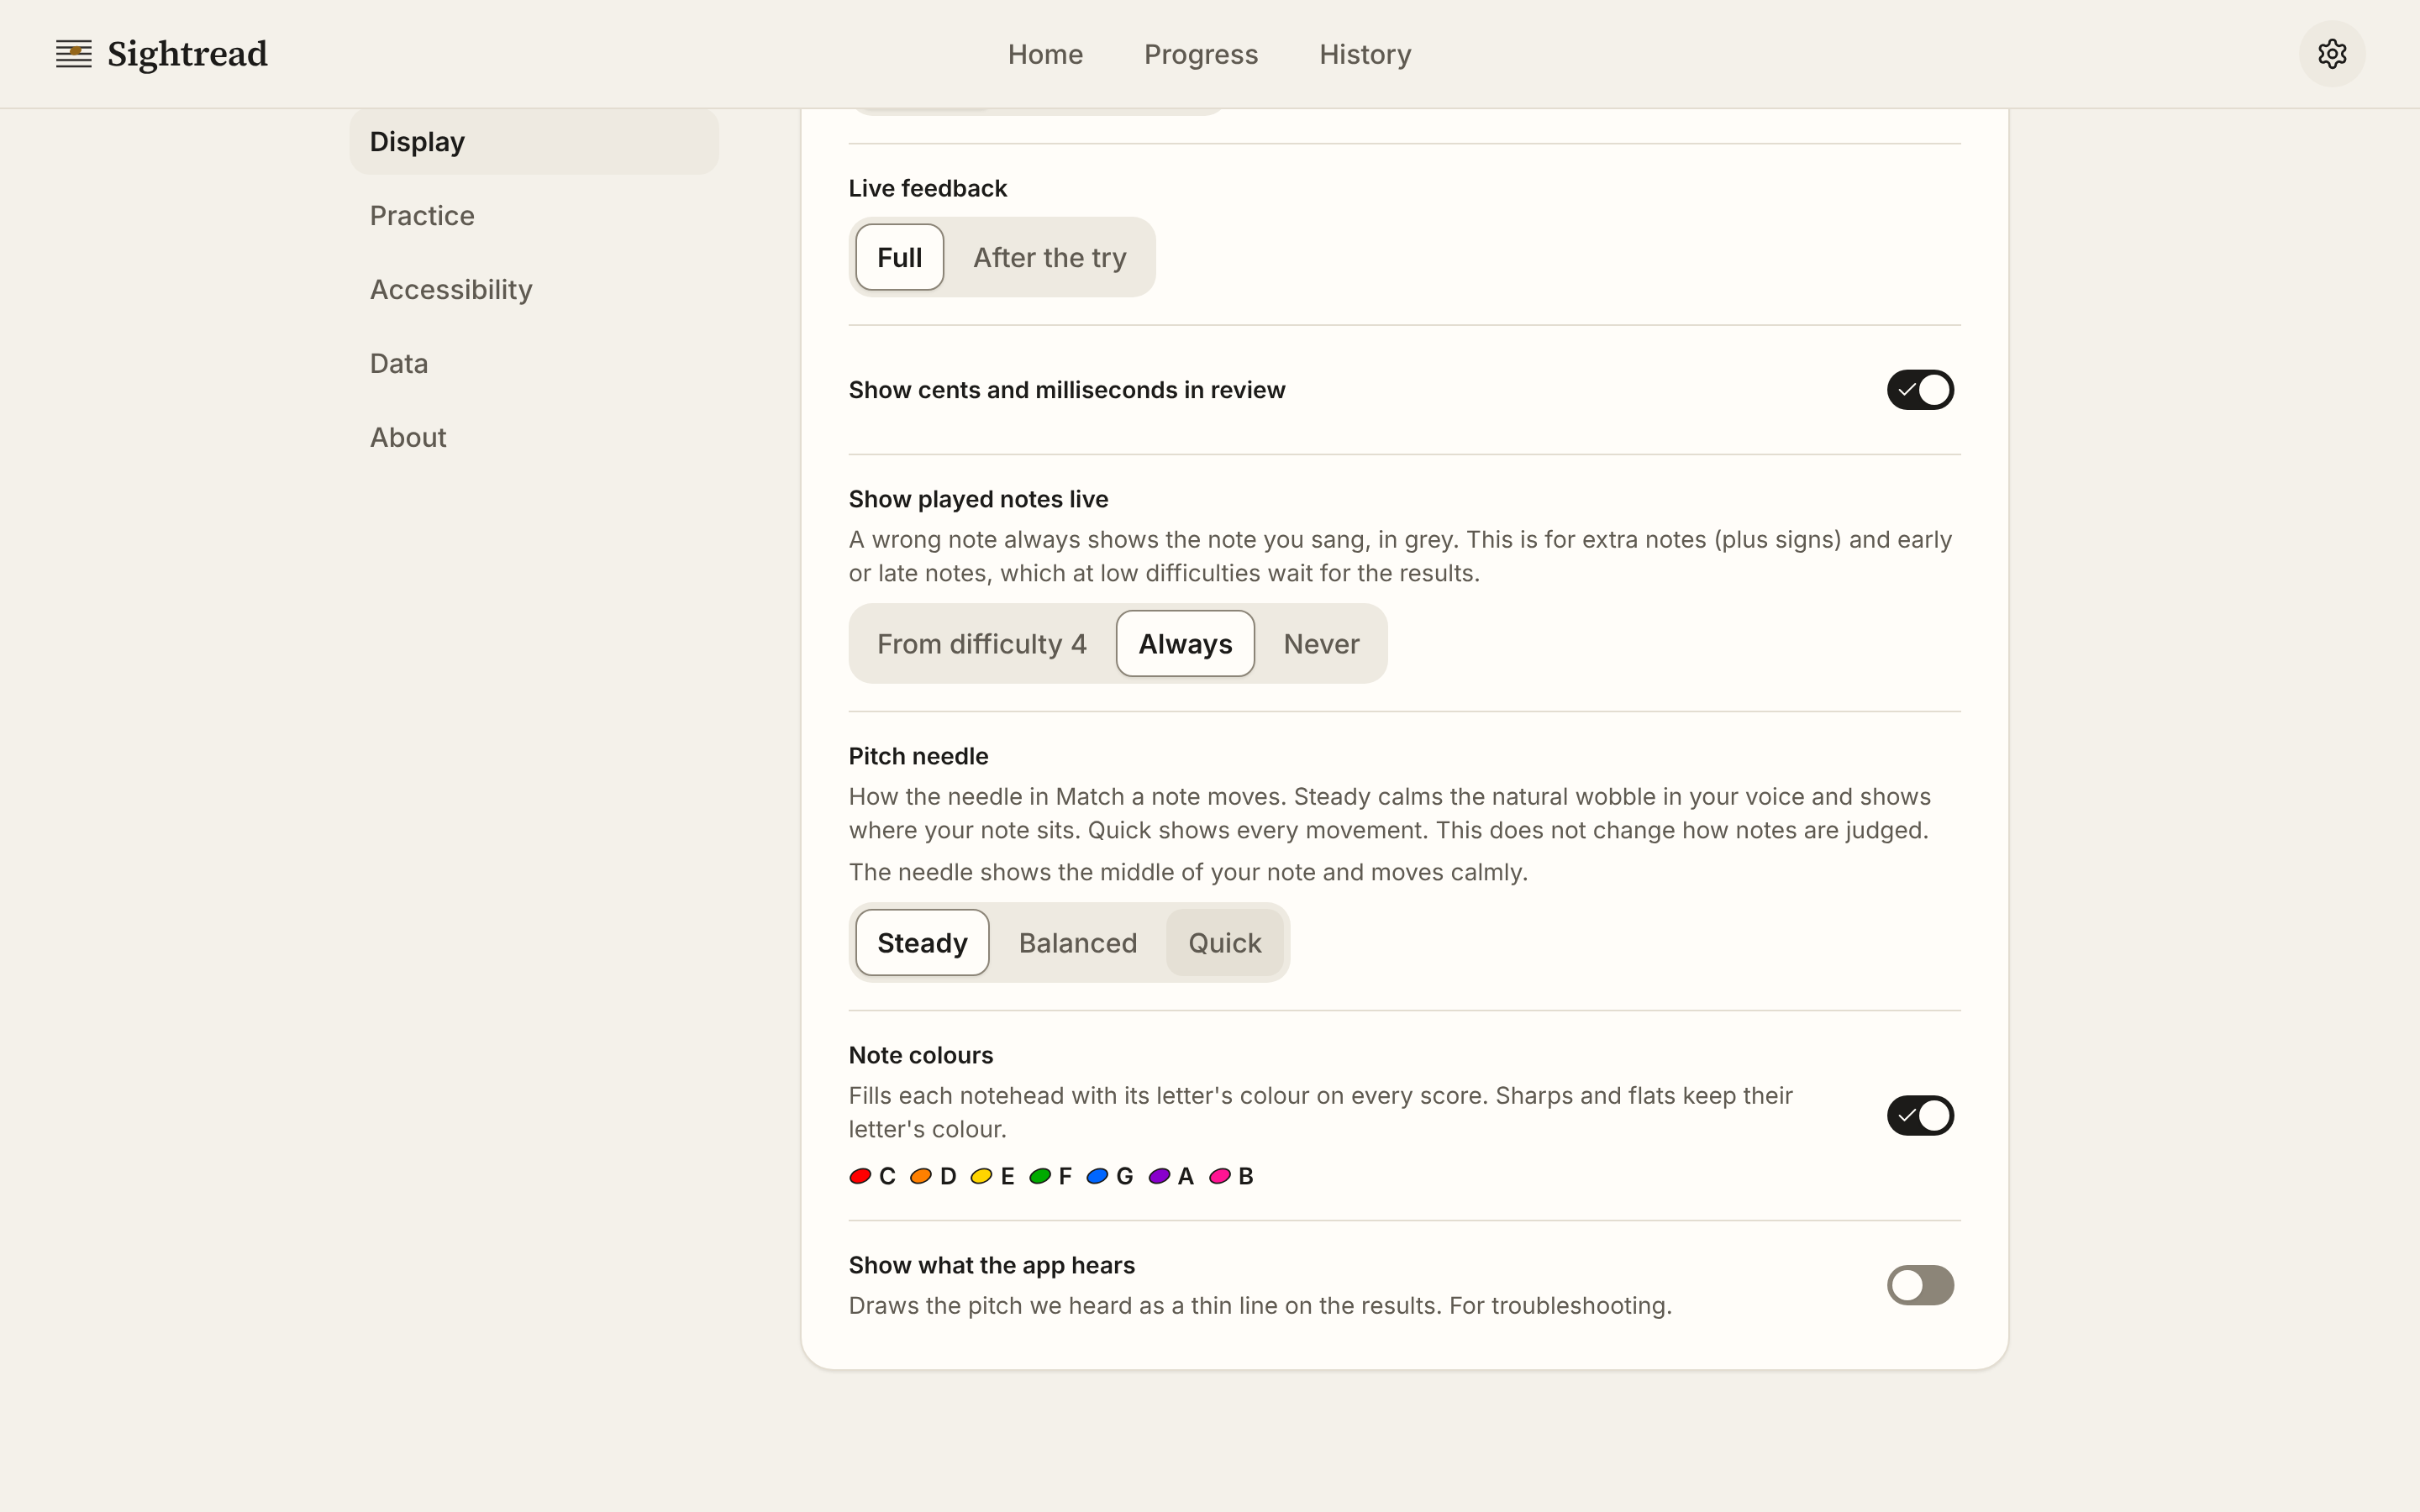 Sightread
Home
Progress
History
Display
Practice
Accessibility
Data
About
Live feedback
Full
After the try
Show cents and milliseconds in review
Show played notes live
A wrong note always shows the note you sang, in grey. This is for extra notes (plus signs) and early
or late notes, which at low difficulties wait for the results.
From difficulty 4
Always
Never
Pitch needle
How the needle in Match a note moves. Steady calms the natural wobble in your voice and shows
where your note sits. Quick shows every movement. This does not change how notes are judged.
The needle shows the middle of your note and moves calmly.
Steady
Balanced
Quick
Note colours
Fills each notehead with its letter's colour on every score. Sharps and flats keep their
letter's colour.
C D E F G A B
Show what the app hears
Draws the pitch we heard as a thin line on the results. For troubleshooting.